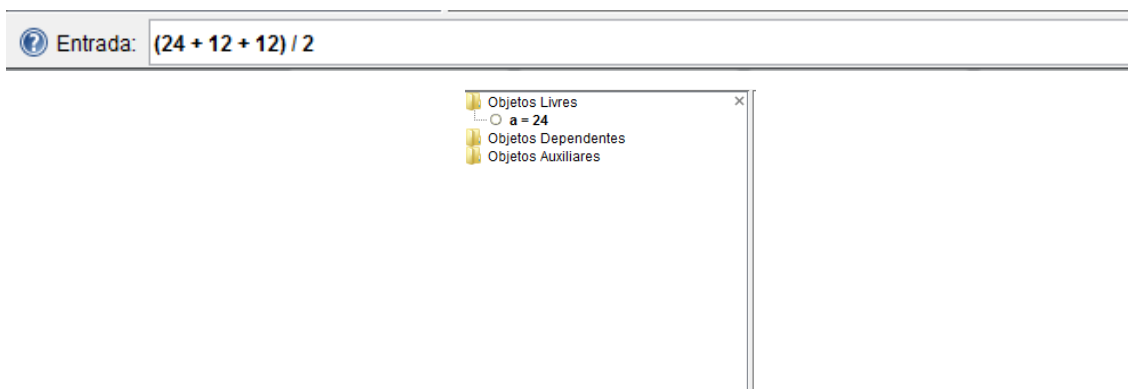 Entrada: (24 + 12 + 12) / 2
Objetos Livres
a = 24
Objetos Dependentes
Objetos Auxiliares